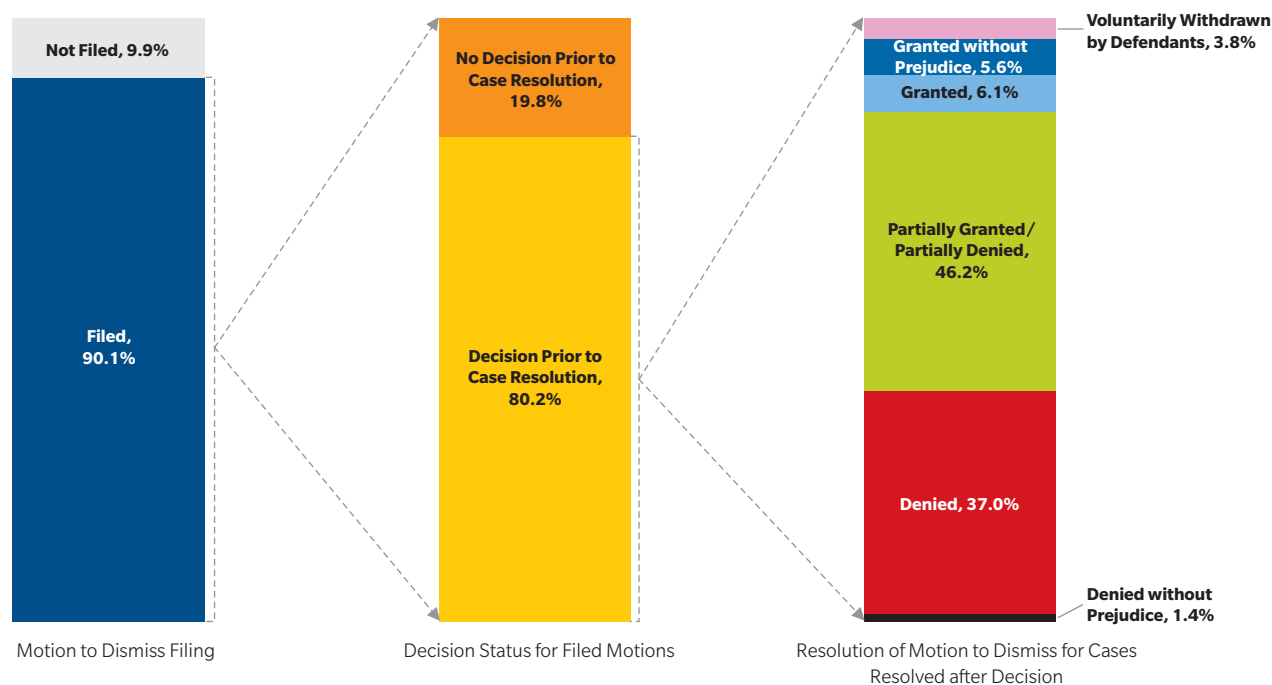 Not Filed, 9.9%
Filed,
90.1%
Motion to Dismiss Filing
No Decision Prior to
Case Resolution,
19.8%
Decision Prior to
Case Resolution,
80.2%
Decision Status for Filed Motions
Voluntarily Withdrawn
by Defendants, 3.8%
Granted without
Prejudice, 5.6%
Granted, 6.1%
Partially Granted/
Partially Denied,
46.2%
Denied, 37.0%
Denied without
Prejudice, 1.4%
Resolution of Motion to Dismiss for Cases
Resolved after Decision